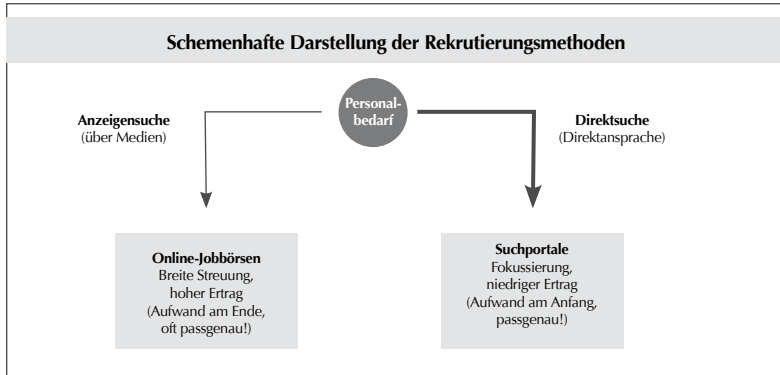 Schemenhafte Darstellung der Rekrutierungsmethoden
Personal-
bedarf
Anzeigensuche
(über Medien)
Direktsuche
(Direktansprache)
Online-Jobbörsen
Breite Streuung,
hoher Ertrag
(Aufwand am Ende,
oft passgenau!)
Suchportale
Fokussierung,
niedriger Ertrag
(Aufwand am Anfang,
passgenau!)